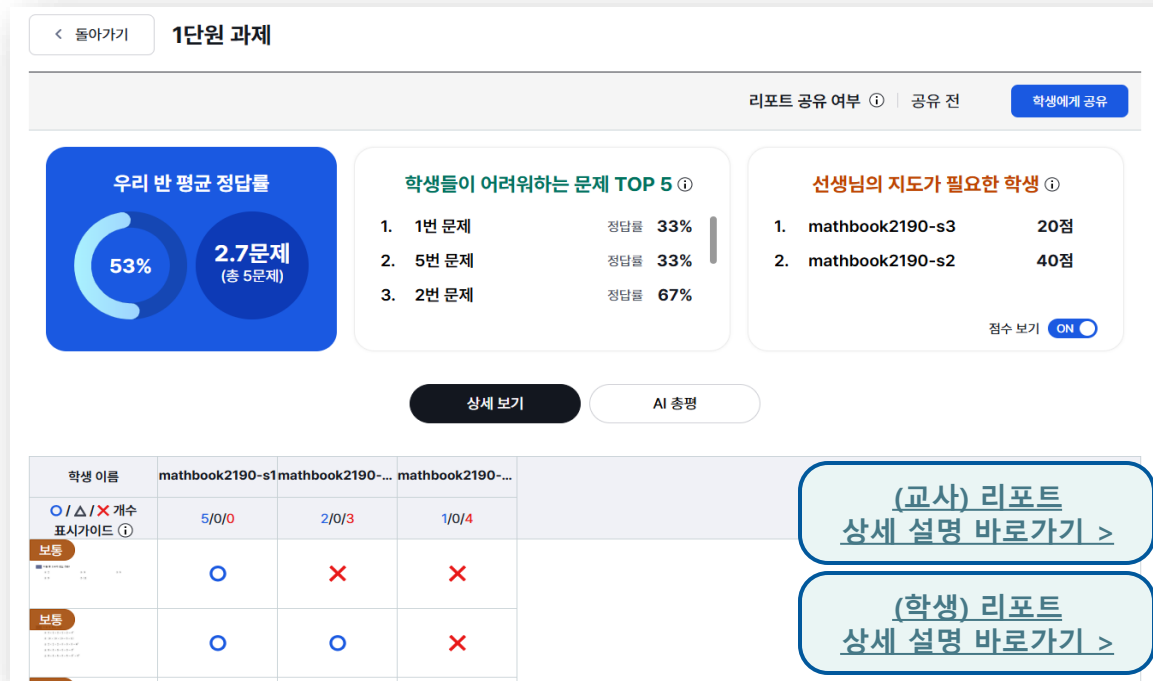 < 돌아가기 1단원 과제
리포트 공유 여부 ⓘ | 공유 전 학생에게 공유
우리 반 평균 정답률
53%
2.7문제
(총 5문제)
학생들이 어려워하는 문제 TOP 5 ⓘ
1. 1번 문제 정답률 33%
2. 5번 문제 정답률 33%
3. 2번 문제 정답률 67%
선생님의 지도가 필요한 학생 ⓘ
1. mathbook2190-s3 20점
2. mathbook2190-s2 40점
점수 보기 ON
상세 보기 AI 총평
학생 이름 mathbook2190-s1 mathbook2190-... mathbook2190-...
O / △ / X 개수
표시가이드 ⓘ
5/0/0 2/0/3 1/0/4
보통
보통
(교사) 리포트
상세 설명 바로가기 >
(학생) 리포트
상세 설명 바로가기 >